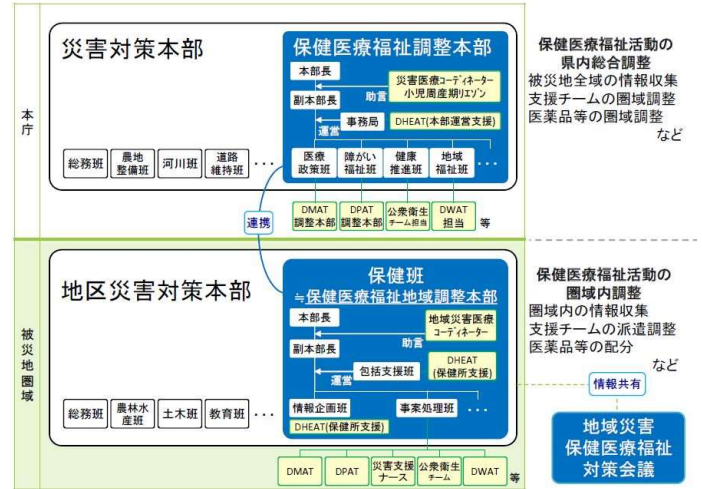 本庁
災害対策本部
総務班
農地
整備班
河川班
道路
維持班
・・・
保健医療福祉調整本部
本部長
災害医療コーディネーター
小児周産期リエゾン
助言
副本部長
事務局
DHEAT(本部運営支援)
運営
医療
政策班
障がい
福祉班
健康
推進班
地域
福祉班
・・・
DMAT
調整本部
DPAT
調整本部
公衆衛生
チーム担当
DWAT
担当
等
連携
保健医療福祉活動の
県内総合調整
被災地全域の情報収集
支援チームの圏域調整
医薬品等の圏域調整
など
被災地圏域
地区災害対策本部
総務班
農林水
産班
土木班
教育班
・・・
保健班
≒保健医療福祉地域調整本部
本部長
地域災害医療
コーディネーター
助言
副本部長
DHEAT
(保健所支援)
包括支援班
運営
情報企画班
事案処理班
・・・
DHEAT(保健所支援)
DMAT
DPAT
災害支援
ナース
公衆衛生
チーム
DWAT
等
保健医療福祉活動の
圏域内調整
圏域内の情報収集
支援チームの派遣調整
医薬品等の配分
など
情報共有
地域災害
保健医療福祉
対策会議